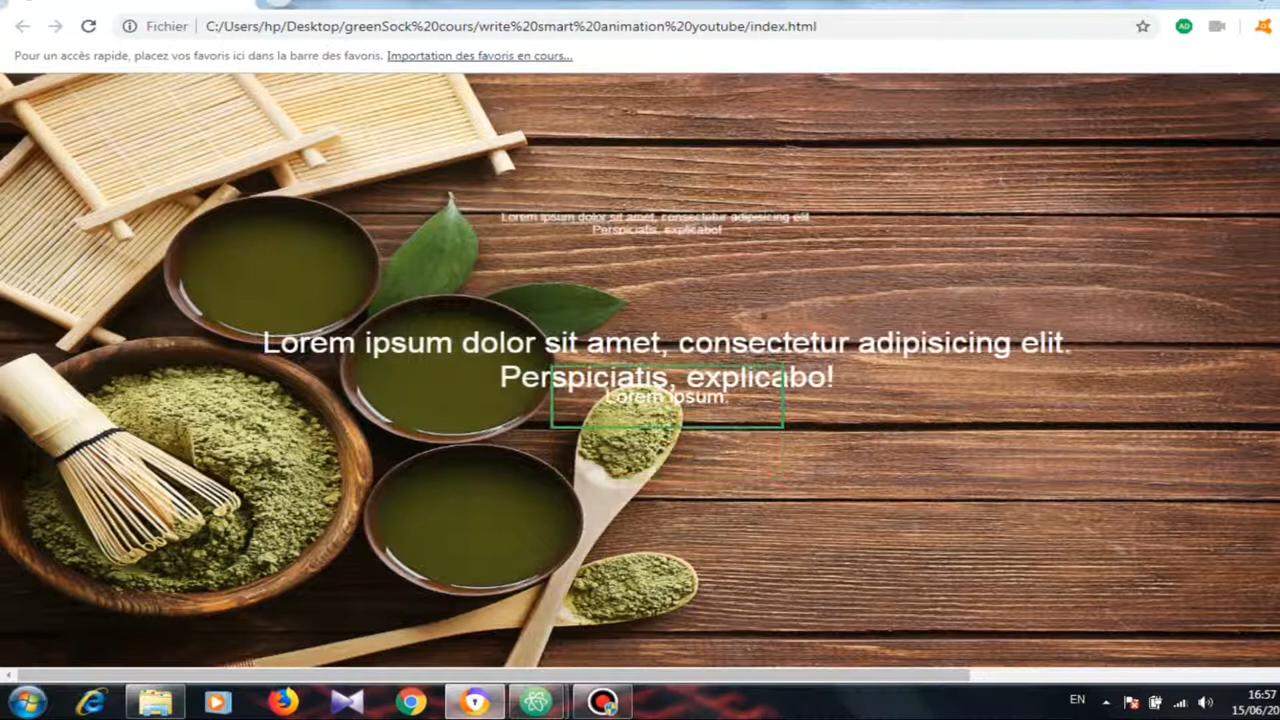 Fichier
C:/Users/hp/Desktop/greenSock%20cours/write%20smart%20animation%20youtube/index.html
Pour un accès rapide, placez vos favoris ici dans la barre des favoris. Importation des favoris en cours...
Lorem ipsum dolor sit amet, consectetur adipisicing elit.
Perspiciatis, explicabo!
Lorem ipsum dolor sit amet, consectetur adipisicing elit.
Perspiciatis, explicabo!
Lorem ipsum.
EN
16:57
15/06/20